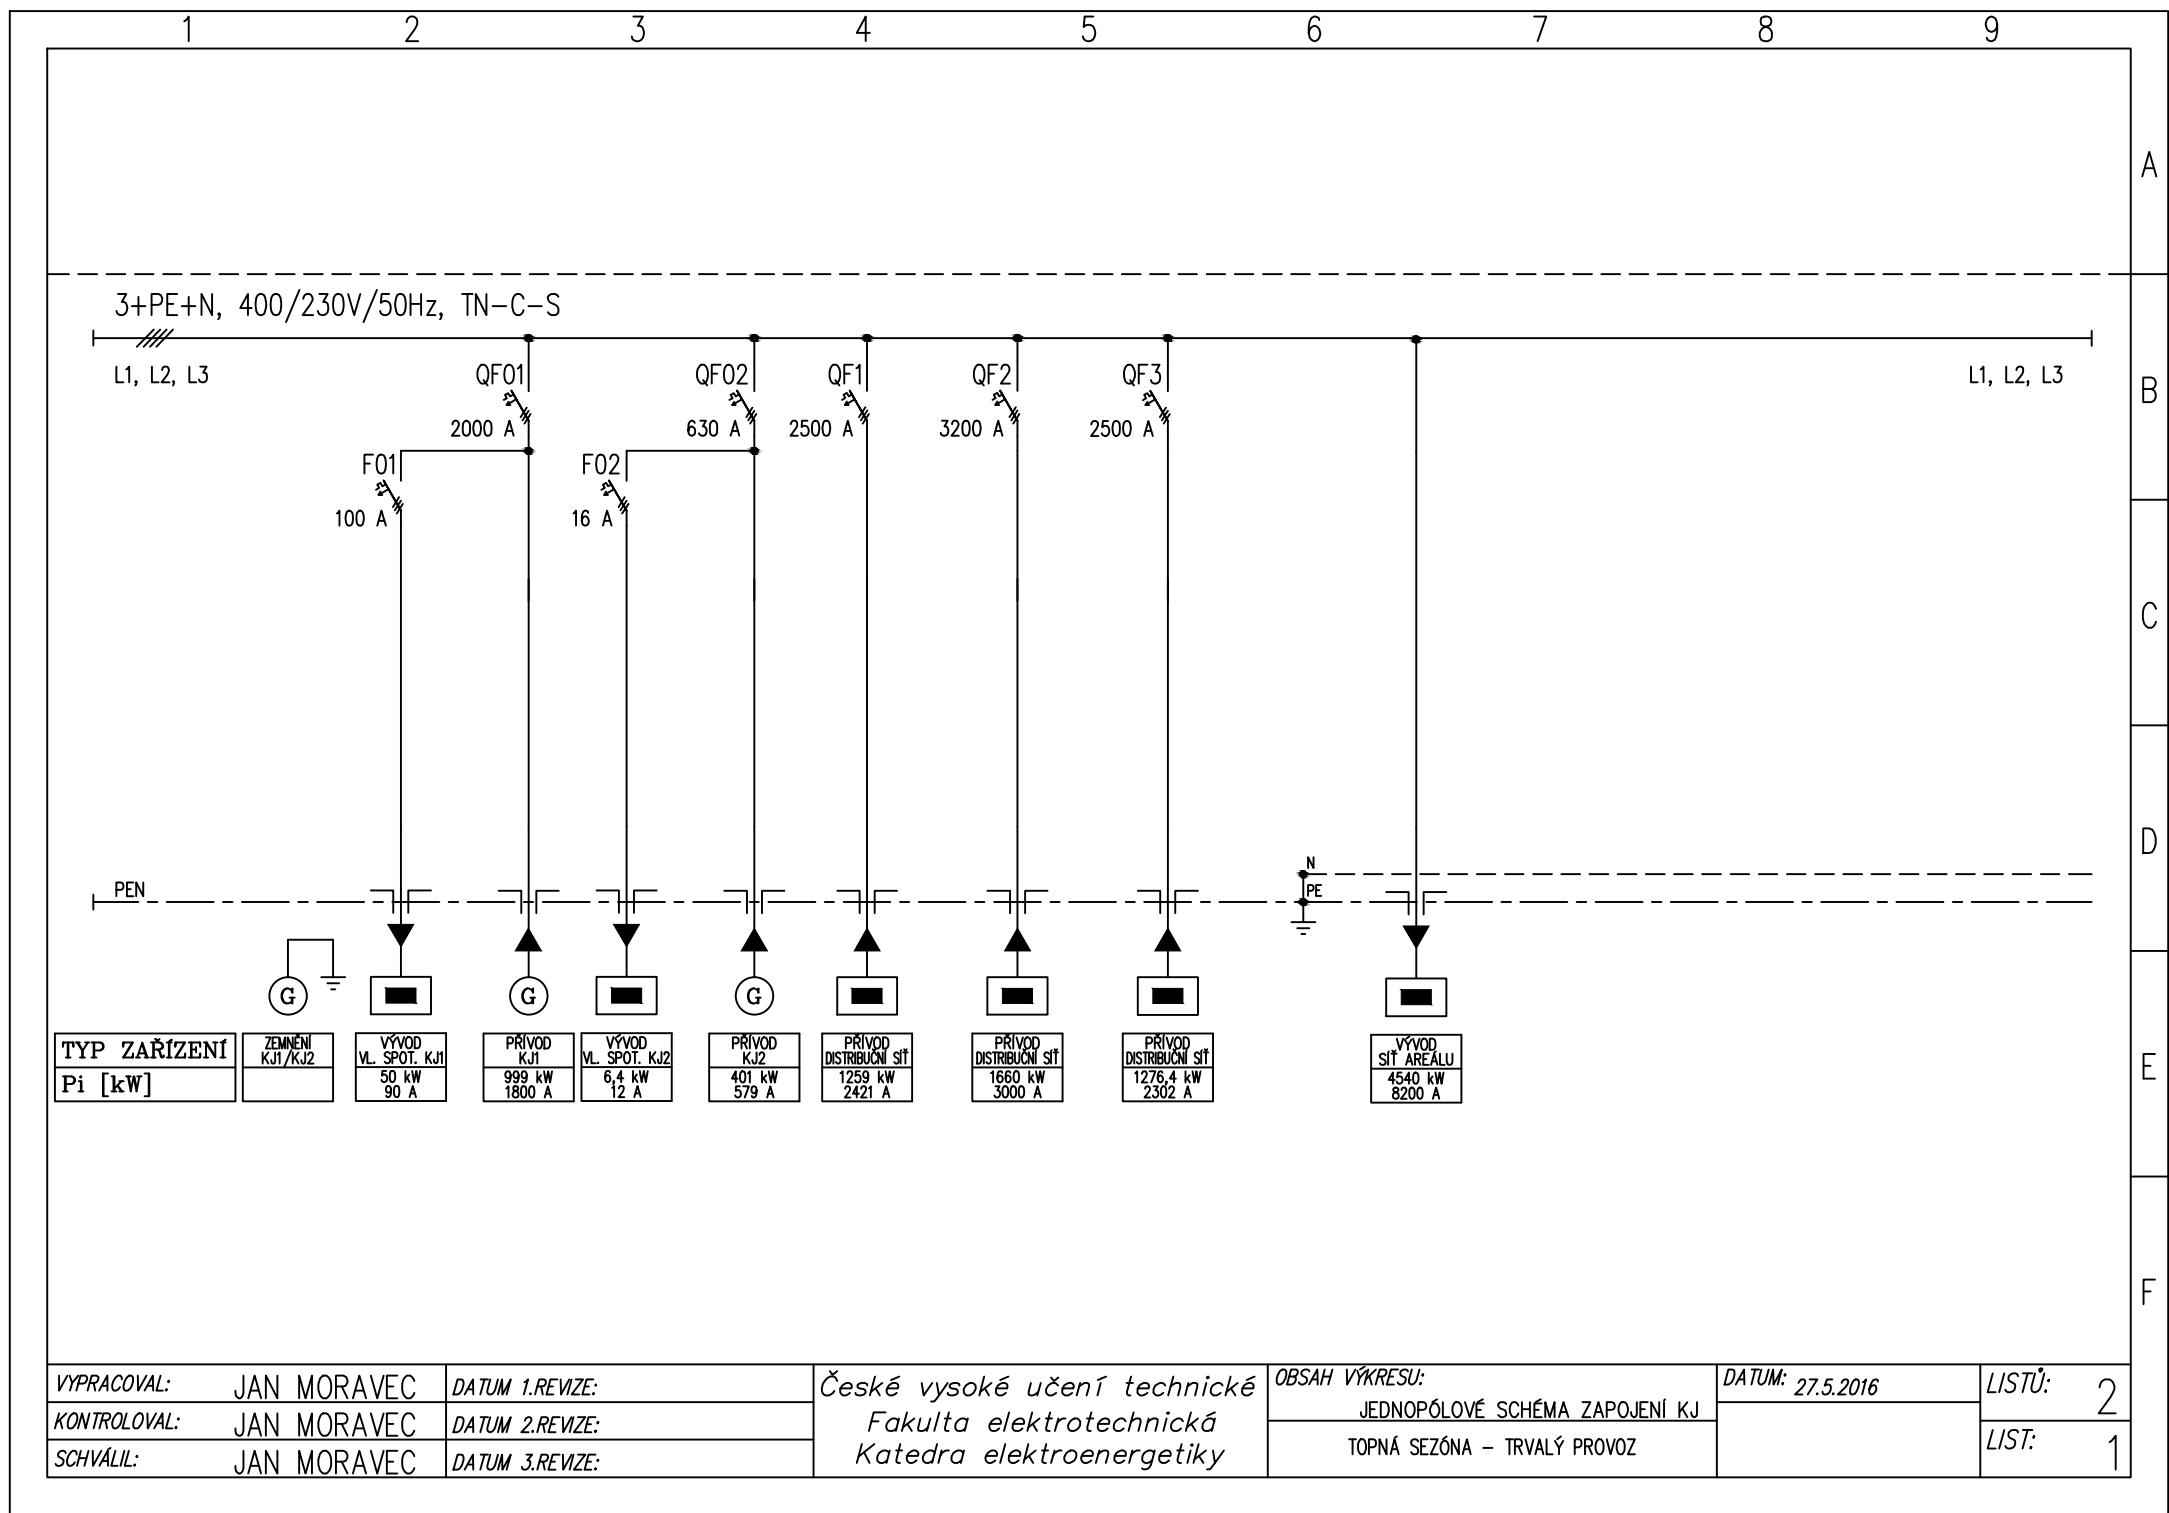 1 2 3 4 5 6 7 8 9
A
3+PE+N, 400/230V/50Hz, TN-C-S
L1, L2, L3
QF01
2000 A
QF02
630 A
QF1
2500 A
QF2
3200 A
QF3
2500 A
L1, L2, L3
B
F01
100 A
F02
16 A
C
D
PEN
N
PE
G
G
G
TYP ZAŘÍZENÍ
Pi [kW]
ZEMNĚNÍ
KJ1/KJ2
VÝVOD
VL. SPOT. KJ1
50 kW
90 A
PŘÍVOD
KJ1
999 kW
1800 A
VÝVOD
VL. SPOT. KJ2
6,4 kW
12 A
PŘÍVOD
KJ2
401 kW
579 A
PŘÍVOD
DISTRIBUČNÍ SÍŤ
1259 kW
2421 A
PŘÍVOD
DISTRIBUČNÍ SÍŤ
1660 kW
3000 A
PŘÍVOD
DISTRIBUČNÍ SÍŤ
1276,4 kW
2302 A
VÝVOD
SÍŤ AREÁLU
4540 kW
8200 A
E
F
VYPRACOVAL: JAN MORAVEC
KONTROLOVAL: JAN MORAVEC
SCHVÁLIL: JAN MORAVEC
DATUM 1.REVIZE:
DATUM 2.REVIZE:
DATUM 3.REVIZE:
České vysoké učení technické
Fakulta elektrotechnická
Katedra elektroenergetiky
OBSAH VÝKRESU:
JEDNOPÓLOVÉ SCHÉMA ZAPOJENÍ KJ
TOPNÁ SEZÓNA - TRVALÝ PROVOZ
DATUM: 27.5.2016
LISTŮ: 2
LIST: 1